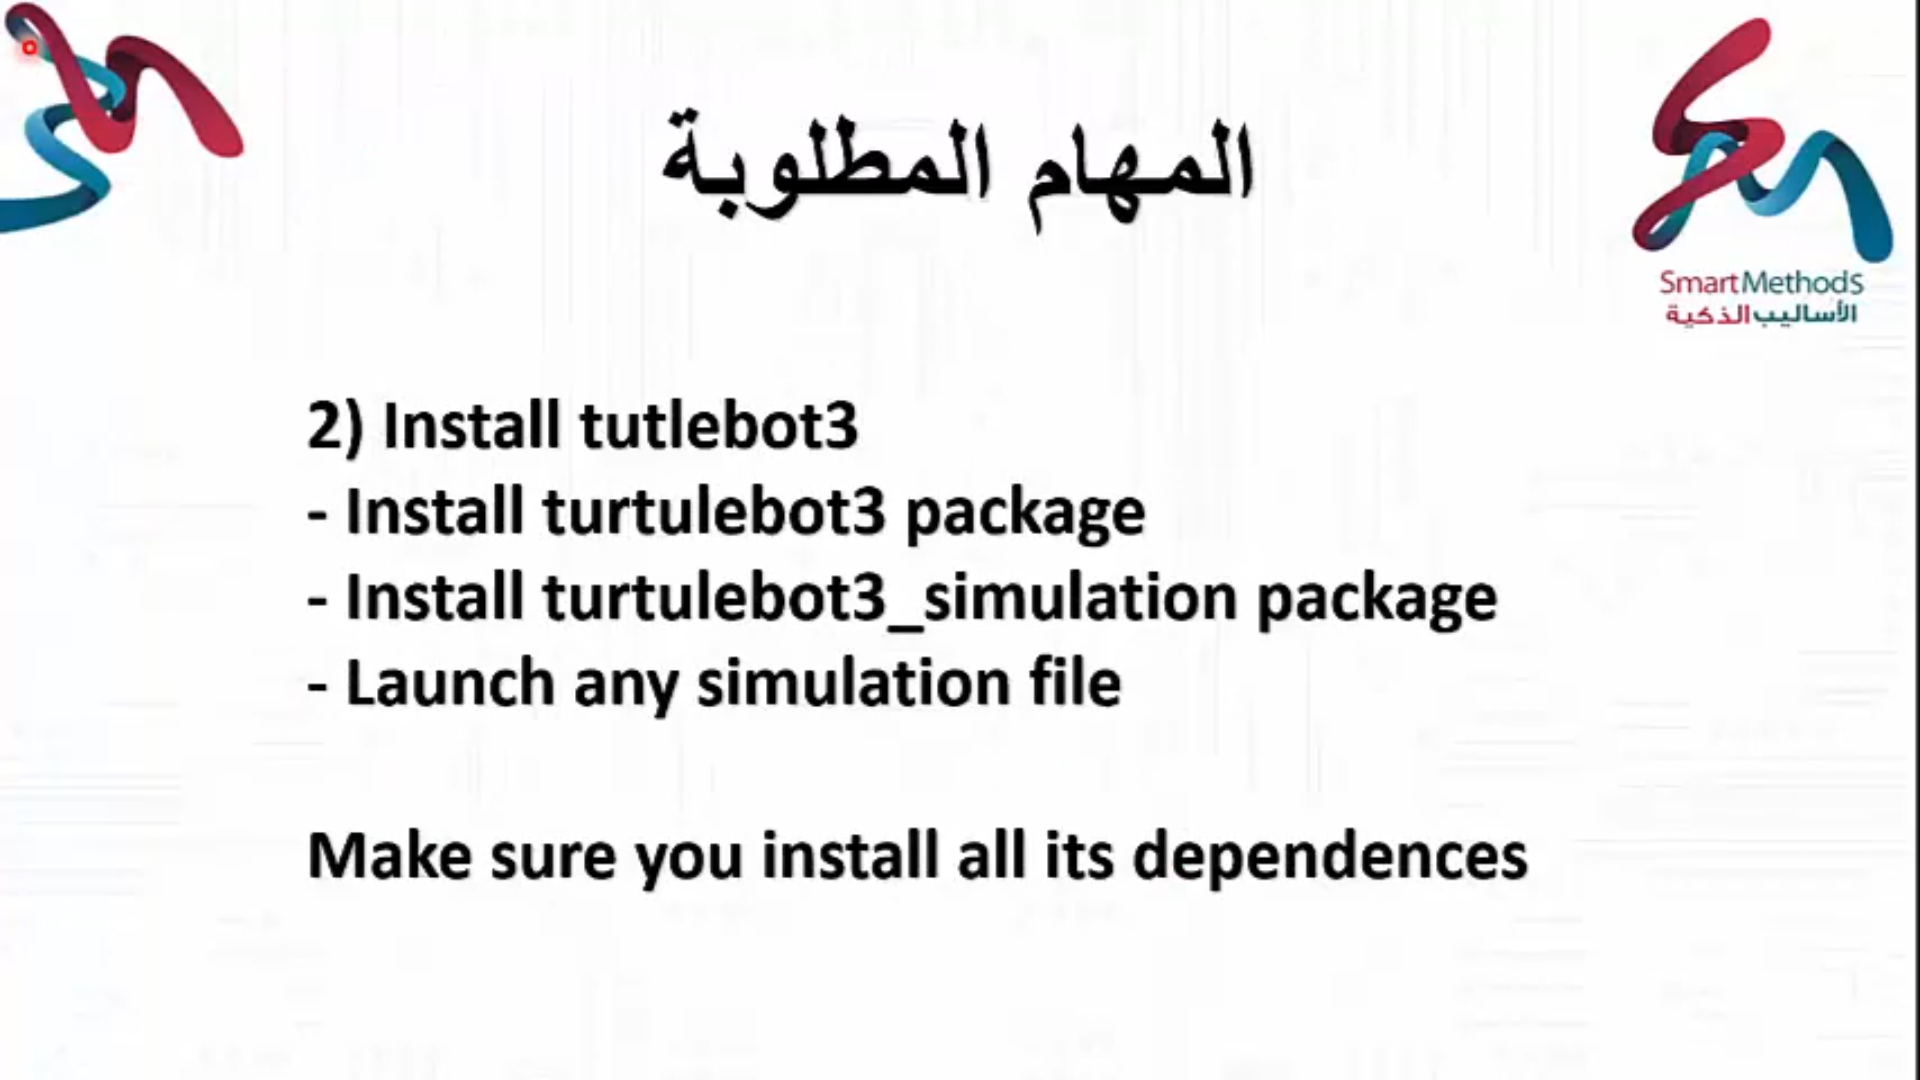 المهام المطلوبة
SmartMethods
الأساليب الذكية
2) Install tutlebot3
- Install turtulebot3 package
- Install turtulebot3_simulation package
- Launch any simulation file
Make sure you install all its dependences